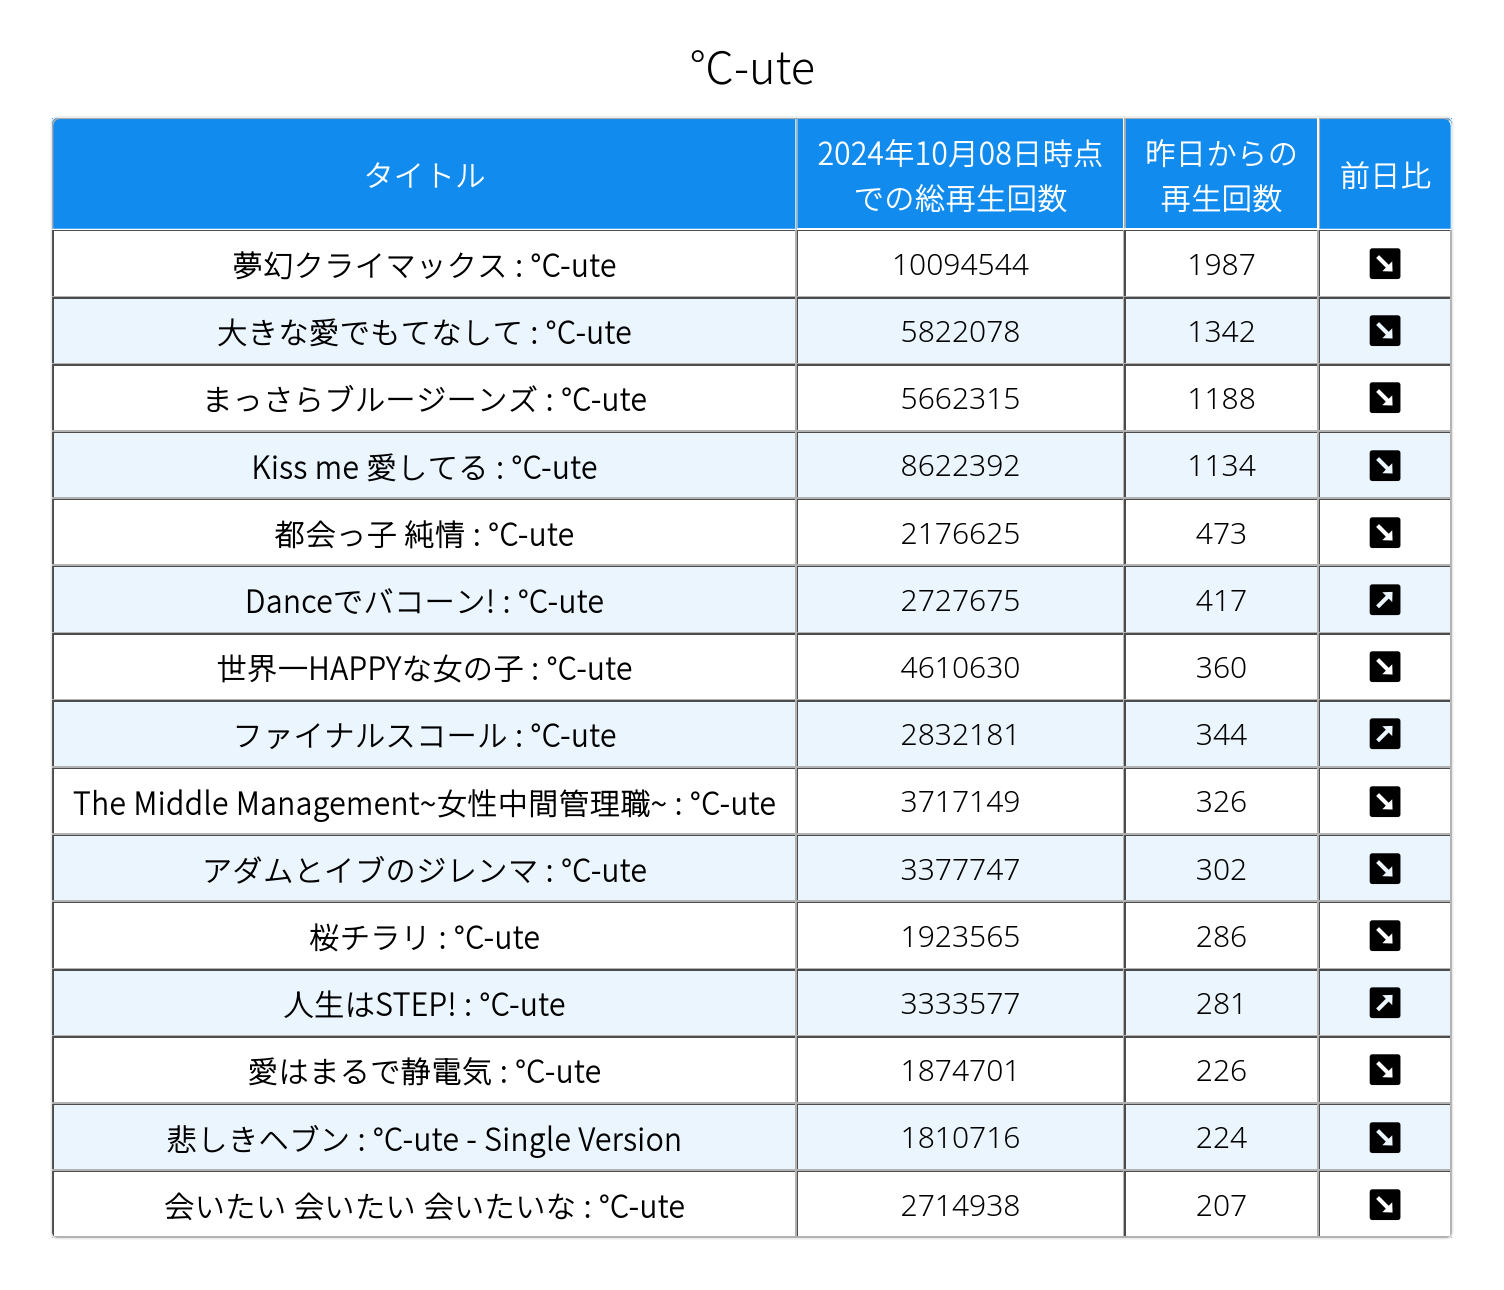 ℃-ute
タイトル
2024年10月08日時点
での総再生回数
昨日からの
再生回数
前日比
夢幻クライマックス : ℃-ute 10094544 1987
大きな愛でもてなして : ℃-ute 5822078 1342
まっさらブルージーンズ : ℃-ute 5662315 1188
Kiss me 愛してる : ℃-ute 8622392 1134
都会っ子 純情 : ℃-ute 2176625 473
Danceでバコーン! : ℃-ute 2727675 417
世界一HAPPYな女の子 : ℃-ute 4610630 360
ファイナルスコール : ℃-ute 2832181 344
The Middle Management~女性中間管理職~ : ℃-ute 3717149 326
アダムとイブのジレンマ : ℃-ute 3377747 302
桜チラリ : ℃-ute 1923565 286
人生はSTEP! : ℃-ute 3333577 281
愛はまるで静電気 : ℃-ute 1874701 226
悲しきヘブン : ℃-ute - Single Version 1810716 224
会いたい 会いたい 会いたいな : ℃-ute 2714938 207